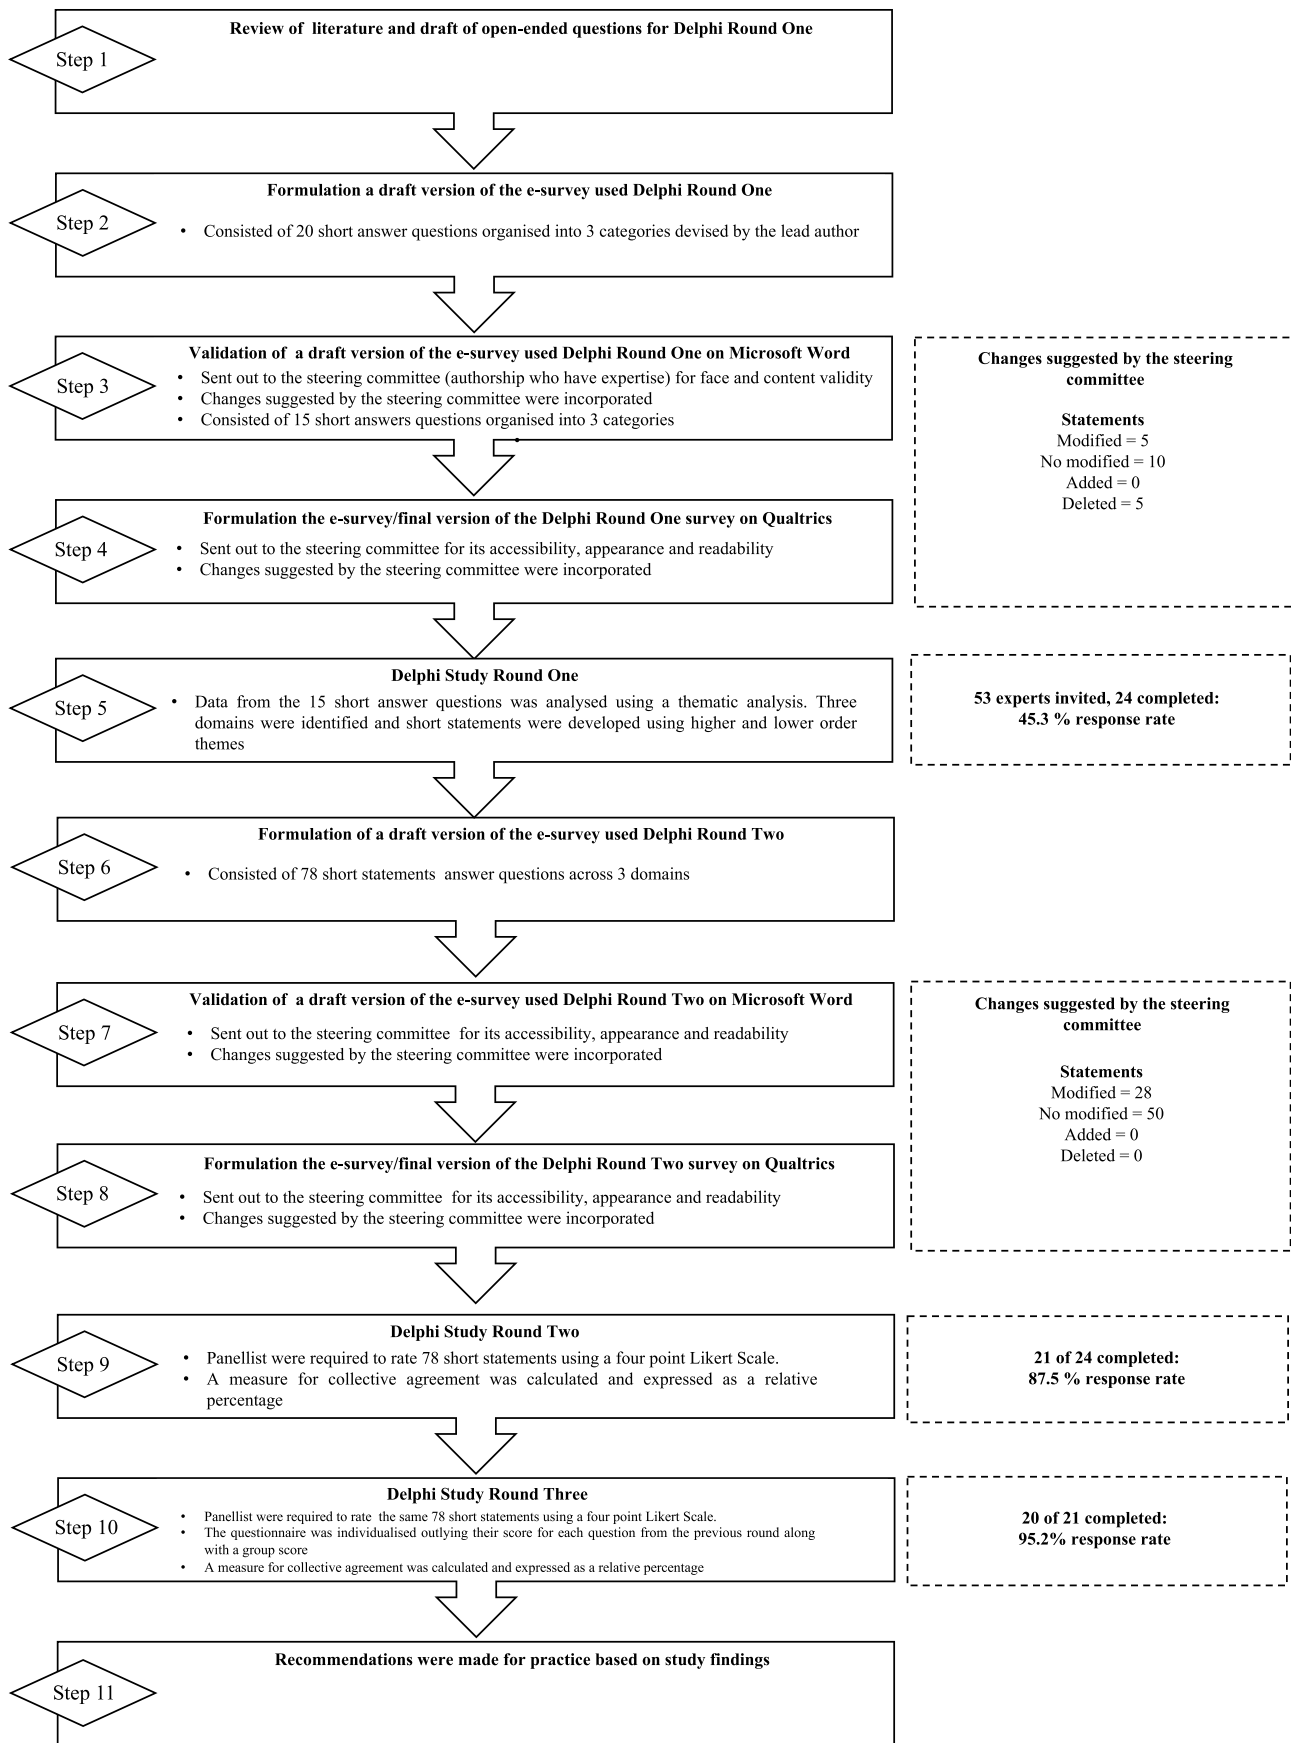 Step 1
Review of literature and draft of open-ended questions for Delphi Round One
Step 2
Formulation a draft version of the e-survey used Delphi Round One
• Consisted of 20 short answer questions organised into 3 categories devised by the lead author
Step 3
Validation of a draft version of the e-survey used Delphi Round One on Microsoft Word
• Sent out to the steering committee (authorship who have expertise) for face and content validity
• Changes suggested by the steering committee were incorporated
• Consisted of 15 short answers questions organised into 3 categories
Changes suggested by the steering
committee
Statements
Modified = 5
No modified = 10
Added = 0
Deleted = 5
Step 4
Formulation the e-survey/final version of the Delphi Round One survey on Qualtrics
• Sent out to the steering committee for its accessibility, appearance and readability
• Changes suggested by the steering committee were incorporated
Step 5
Delphi Study Round One
• Data from the 15 short answer questions was analysed using a thematic analysis. Three
domains were identified and short statements were developed using higher and lower order
themes
53 experts invited, 24 completed:
45.3 % response rate
Step 6
Formulation of a draft version of the e-survey used Delphi Round Two
• Consisted of 78 short statements answer questions across 3 domains
Step 7
Validation of a draft version of the e-survey used Delphi Round Two on Microsoft Word
• Sent out to the steering committee for its accessibility, appearance and readability
• Changes suggested by the steering committee were incorporated
Changes suggested by the steering
committee
Statements
Modified = 28
No modified = 50
Added = 0
Deleted = 0
Step 8
Formulation the e-survey/final version of the Delphi Round Two survey on Qualtrics
• Sent out to the steering committee for its accessibility, appearance and readability
• Changes suggested by the steering committee were incorporated
Step 9
Delphi Study Round Two
• Panellist were required to rate 78 short statements using a four point Likert Scale.
• A measure for collective agreement was calculated and expressed as a relative
percentage
21 of 24 completed:
87.5 % response rate
Step 10
Delphi Study Round Three
• Panellist were required to rate the same 78 short statements using a four point Likert Scale.
• The questionnaire was individualised outlying their score for each question from the previous round along
with a group score
• A measure for collective agreement was calculated and expressed as a relative percentage
20 of 21 completed:
95.2% response rate
Step 11
Recommendations were made for practice based on study findings